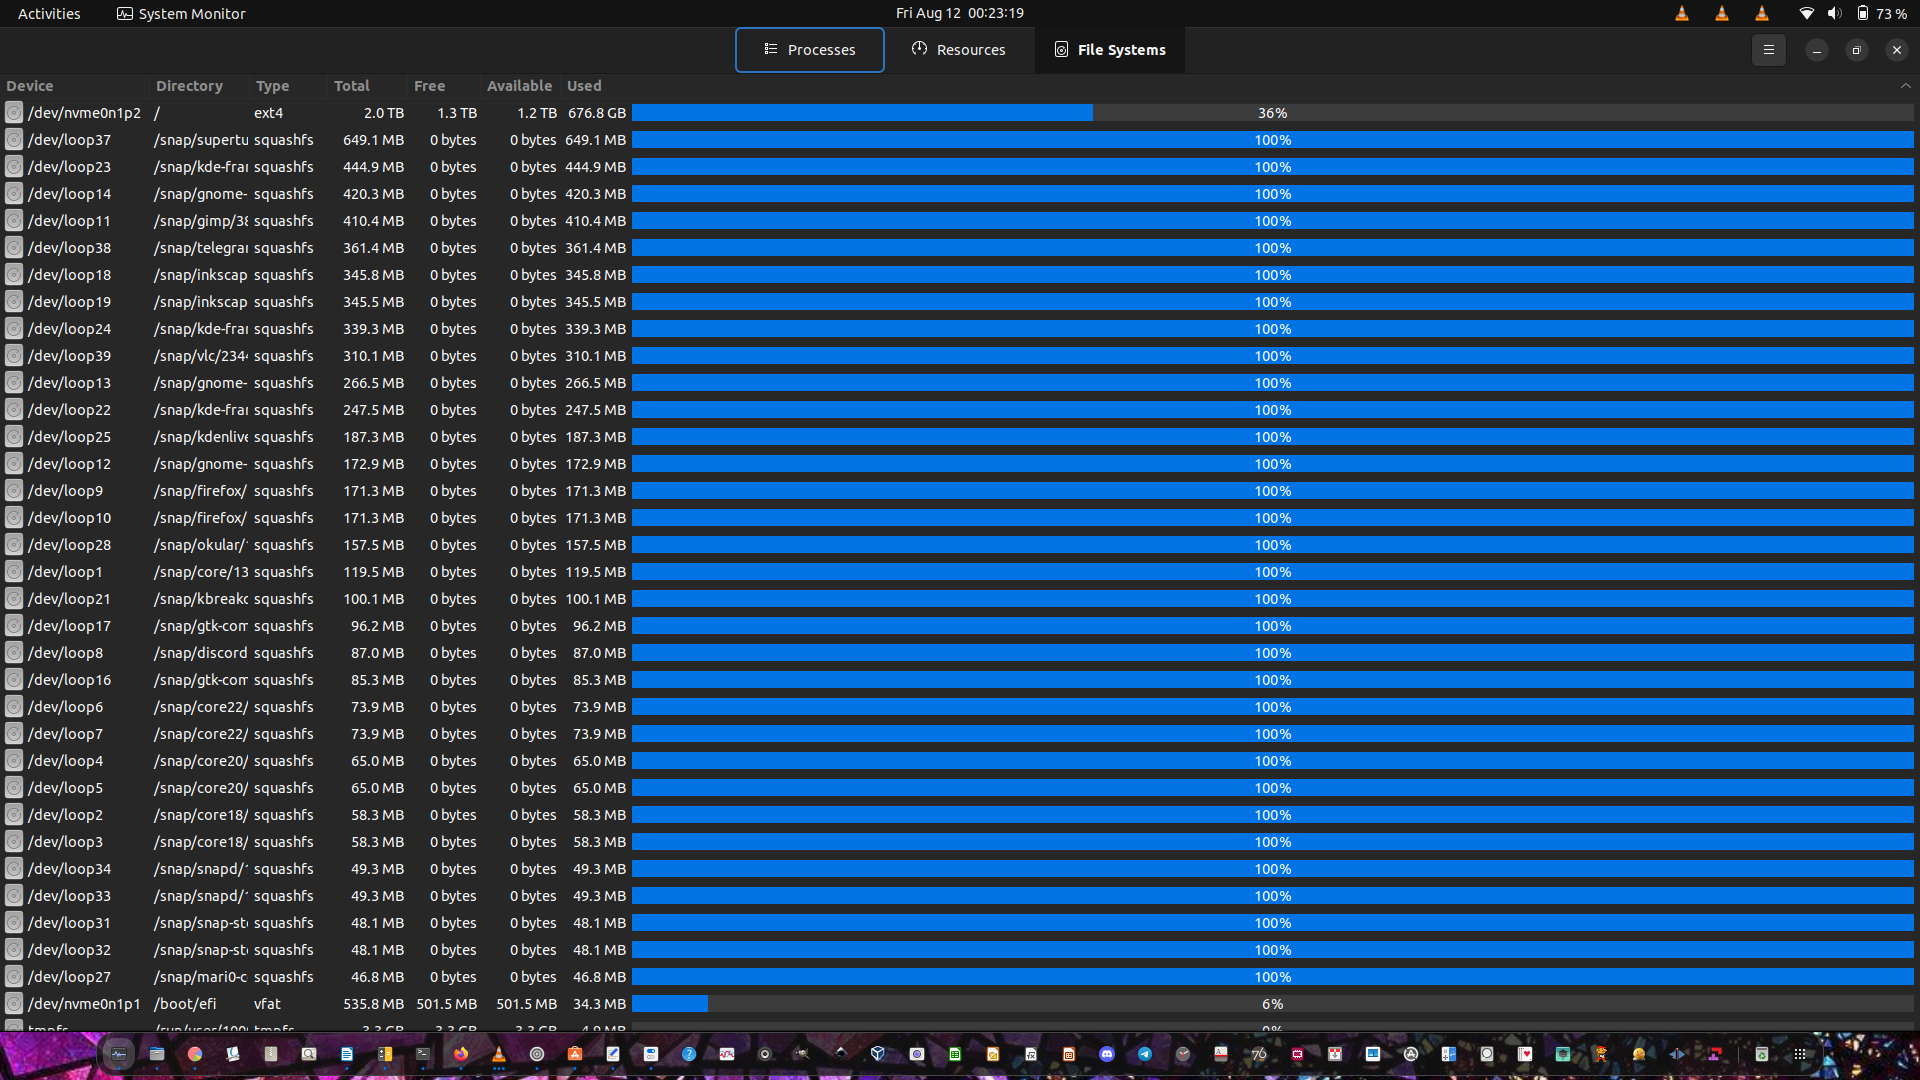 Activities System Monitor Fri Aug 12 00:23:19 73 %
Processes Resources File Systems
Device Directory Type Total Free Available Used
/dev/nvme0n1p2 / ext4 2.0 TB 1.3 TB 1.2 TB 676.8 GB 36%
/dev/loop37 /snap/supertu squashfs 649.1 MB 0 bytes 0 bytes 649.1 MB 100%
/dev/loop23 /snap/kde-fra squashfs 444.9 MB 0 bytes 0 bytes 444.9 MB 100%
/dev/loop14 /snap/gnome- squashfs 420.3 MB 0 bytes 0 bytes 420.3 MB 100%
/dev/loop11 /snap/gimp/38 squashfs 410.4 MB 0 bytes 0 bytes 410.4 MB 100%
/dev/loop38 /snap/telegra squashfs 361.4 MB 0 bytes 0 bytes 361.4 MB 100%
/dev/loop18 /snap/inkscap squashfs 345.8 MB 0 bytes 0 bytes 345.8 MB 100%
/dev/loop19 /snap/inkscap squashfs 345.5 MB 0 bytes 0 bytes 345.5 MB 100%
/dev/loop24 /snap/kde-fra squashfs 339.3 MB 0 bytes 0 bytes 339.3 MB 100%
/dev/loop39 /snap/vlc/234 squashfs 310.1 MB 0 bytes 0 bytes 310.1 MB 100%
/dev/loop13 /snap/gnome- squashfs 266.5 MB 0 bytes 0 bytes 266.5 MB 100%
/dev/loop22 /snap/kde-fra squashfs 247.5 MB 0 bytes 0 bytes 247.5 MB 100%
/dev/loop25 /snap/kdenlive squashfs 187.3 MB 0 bytes 0 bytes 187.3 MB 100%
/dev/loop12 /snap/gnome- squashfs 172.9 MB 0 bytes 0 bytes 172.9 MB 100%
/dev/loop9 /snap/firefox/ squashfs 171.3 MB 0 bytes 0 bytes 171.3 MB 100%
/dev/loop10 /snap/firefox/ squashfs 171.3 MB 0 bytes 0 bytes 171.3 MB 100%
/dev/loop28 /snap/okular/ squashfs 157.5 MB 0 bytes 0 bytes 157.5 MB 100%
/dev/loop1 /snap/core/13 squashfs 119.5 MB 0 bytes 0 bytes 119.5 MB 100%
/dev/loop21 /snap/kbreako squashfs 100.1 MB 0 bytes 0 bytes 100.1 MB 100%
/dev/loop17 /snap/gtk-com squashfs 96.2 MB 0 bytes 0 bytes 96.2 MB 100%
/dev/loop8 /snap/discord squashfs 87.0 MB 0 bytes 0 bytes 87.0 MB 100%
/dev/loop16 /snap/gtk-com squashfs 85.3 MB 0 bytes 0 bytes 85.3 MB 100%
/dev/loop6 /snap/core22/ squashfs 73.9 MB 0 bytes 0 bytes 73.9 MB 100%
/dev/loop7 /snap/core22/ squashfs 73.9 MB 0 bytes 0 bytes 73.9 MB 100%
/dev/loop4 /snap/core20/ squashfs 65.0 MB 0 bytes 0 bytes 65.0 MB 100%
/dev/loop5 /snap/core20/ squashfs 65.0 MB 0 bytes 0 bytes 65.0 MB 100%
/dev/loop2 /snap/core18/ squashfs 58.3 MB 0 bytes 0 bytes 58.3 MB 100%
/dev/loop3 /snap/core18/ squashfs 58.3 MB 0 bytes 0 bytes 58.3 MB 100%
/dev/loop34 /snap/snapd/1 squashfs 49.3 MB 0 bytes 0 bytes 49.3 MB 100%
/dev/loop33 /snap/snapd/1 squashfs 49.3 MB 0 bytes 0 bytes 49.3 MB 100%
/dev/loop31 /snap/snap-sto squashfs 48.1 MB 0 bytes 0 bytes 48.1 MB 100%
/dev/loop32 /snap/snap-sto squashfs 48.1 MB 0 bytes 0 bytes 48.1 MB 100%
/dev/loop27 /snap/mari0-c squashfs 46.8 MB 0 bytes 0 bytes 46.8 MB 100%
/dev/nvme0n1p1 /boot/efi vfat 535.8 MB 501.5 MB 501.5 MB 34.3 MB 6%
tmpfs /run/user/100 tmpfs 3.3 GB 3.3 GB 3.3 GB 4.9 MB 0%